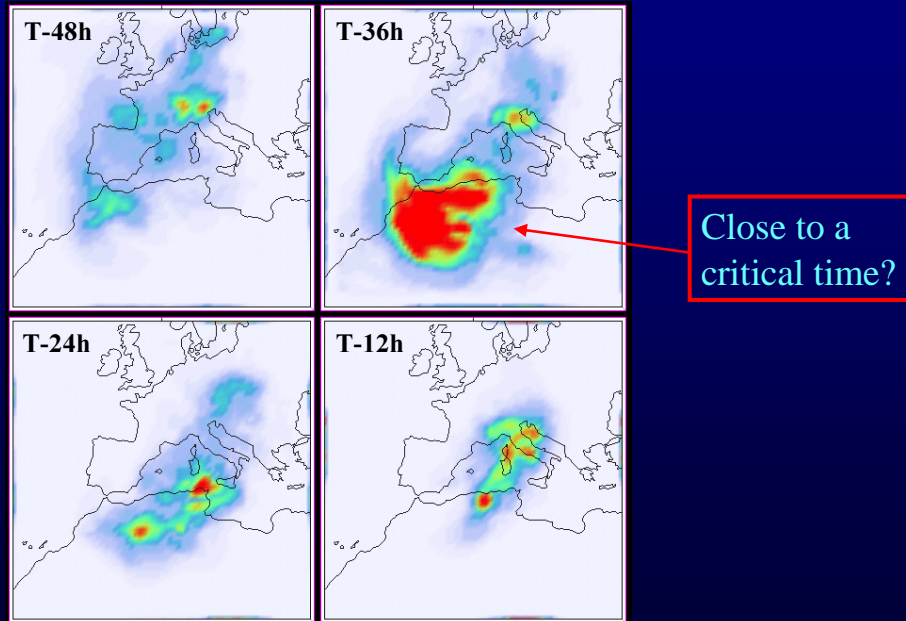 T-48h
T-36h
Close to a
critical time?
T-24h
T-12h